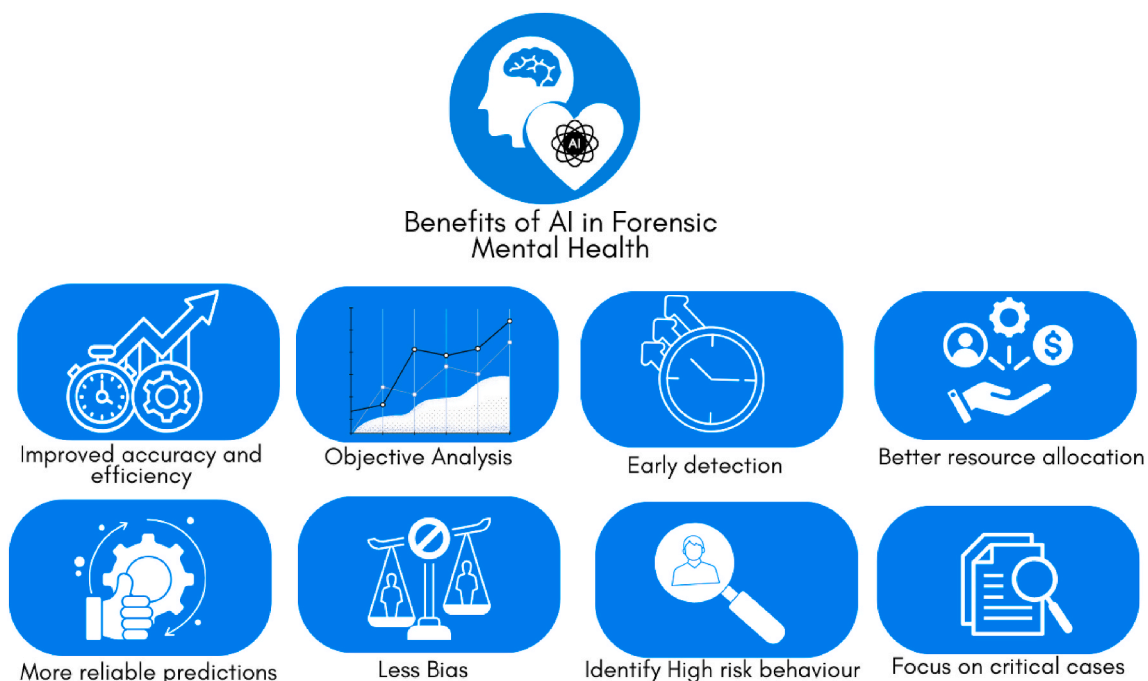 AI
Benefits of AI in Forensic
Mental Health
Improved accuracy and
efficiency
Objective Analysis
Early detection
$
Better resource allocation
More reliable predictions
Less Bias
Identify High risk behaviour
Focus on critical cases